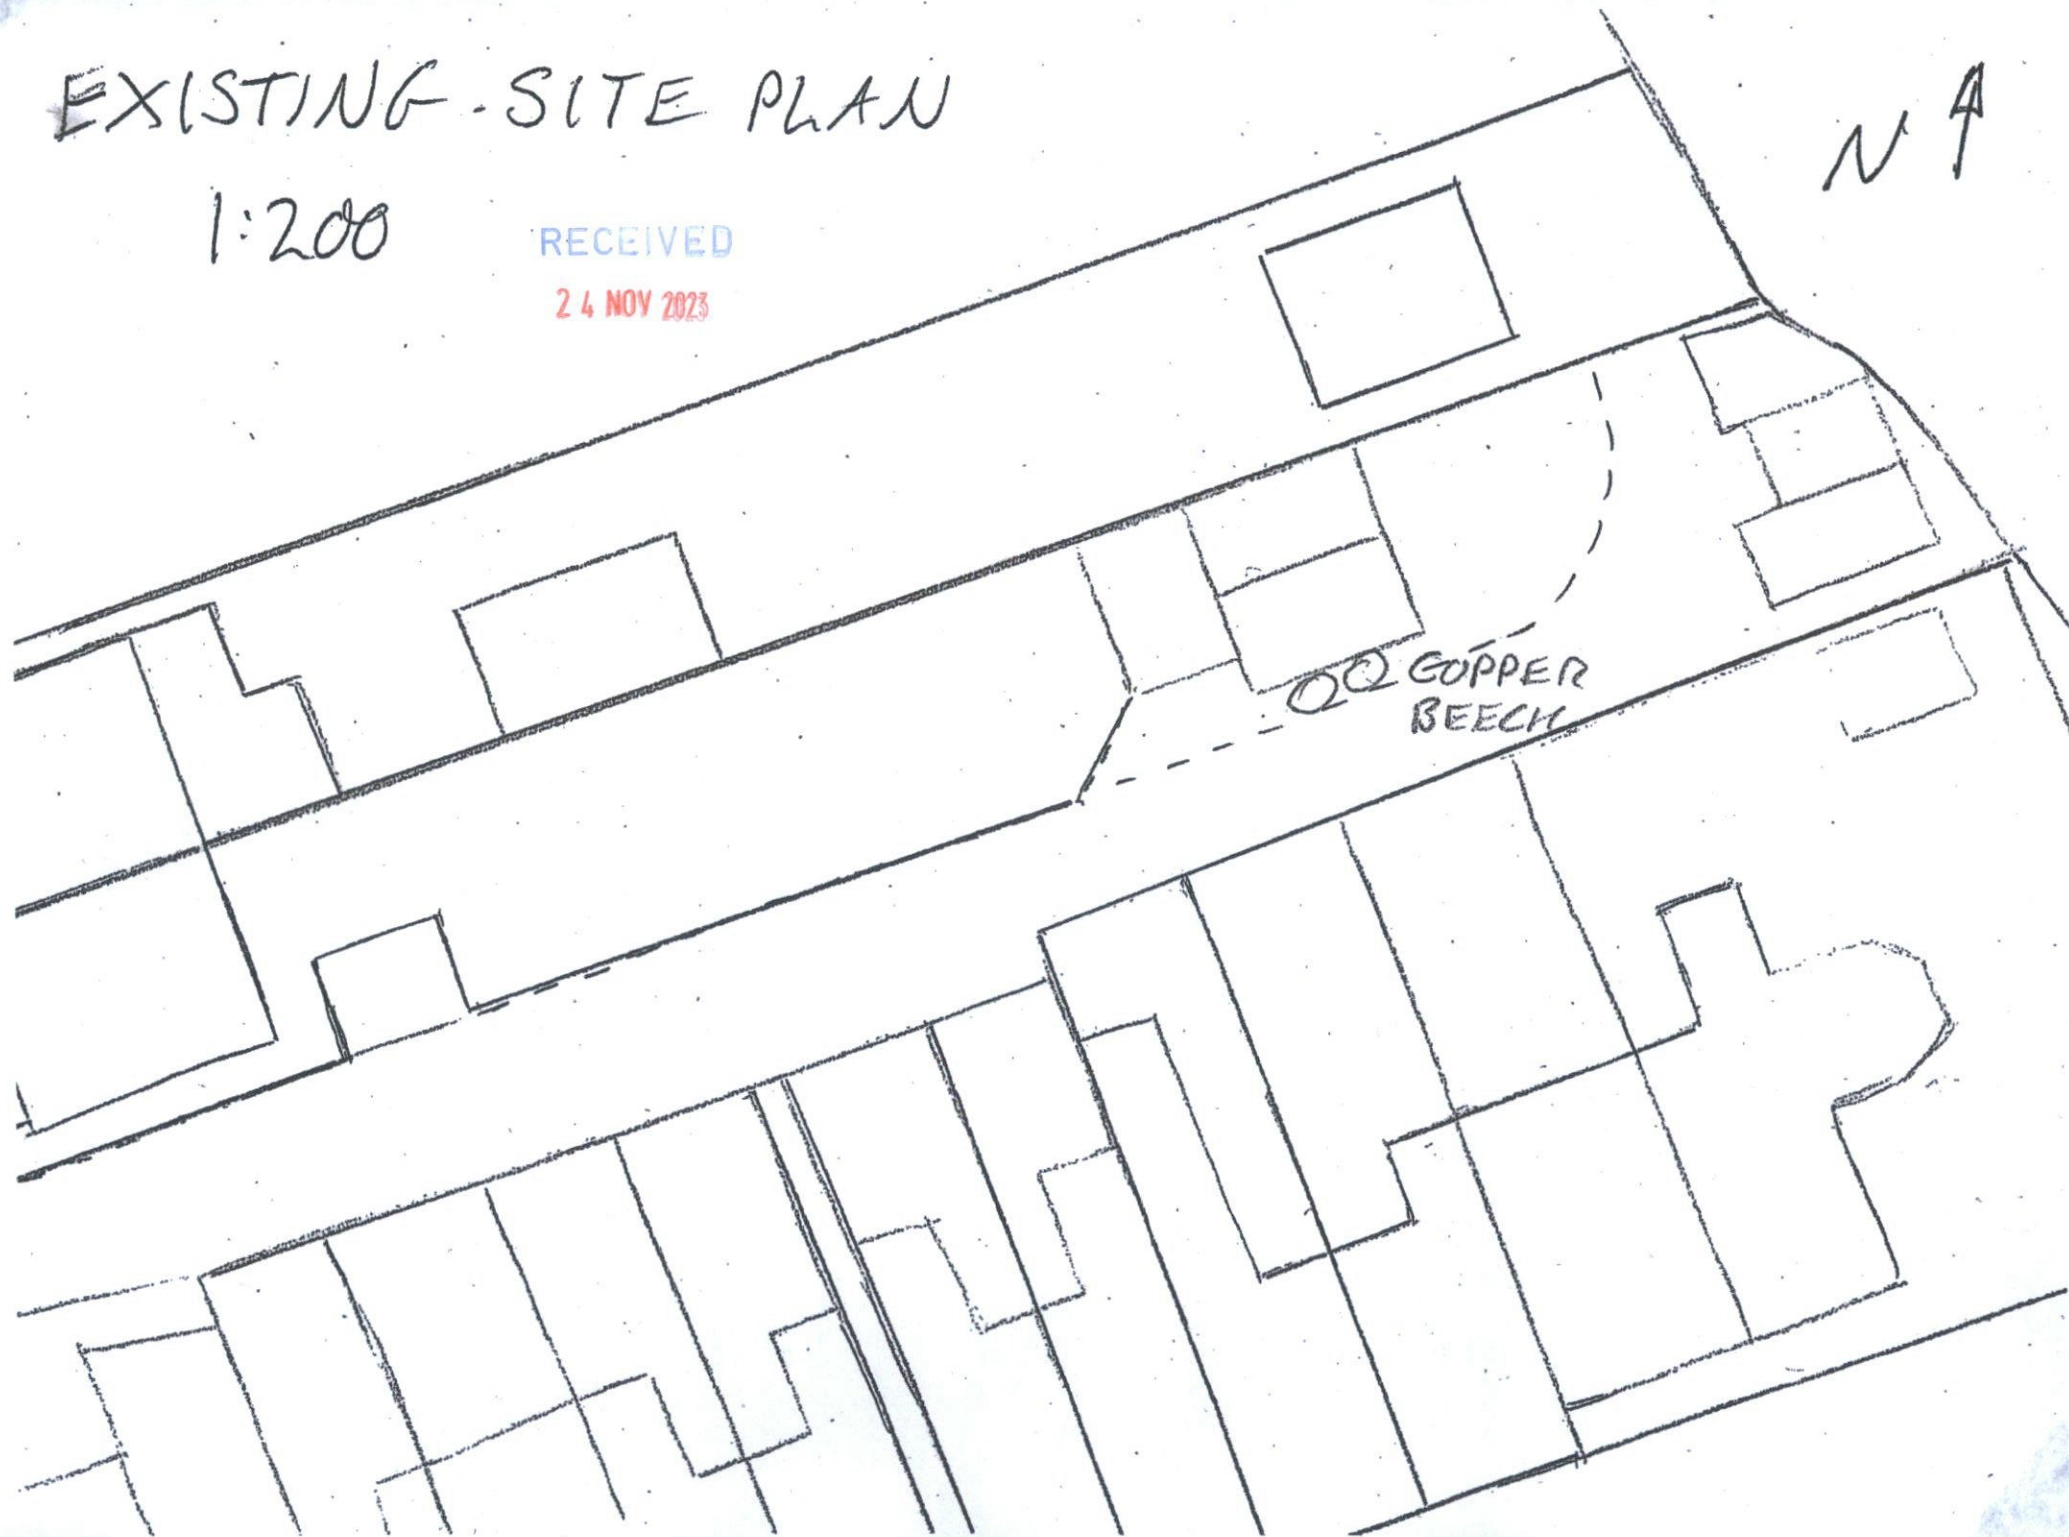 EXISTING - SITE PLAN
1:200
N
RECEIVED
24 NOV 2023
COPPER
BEECH